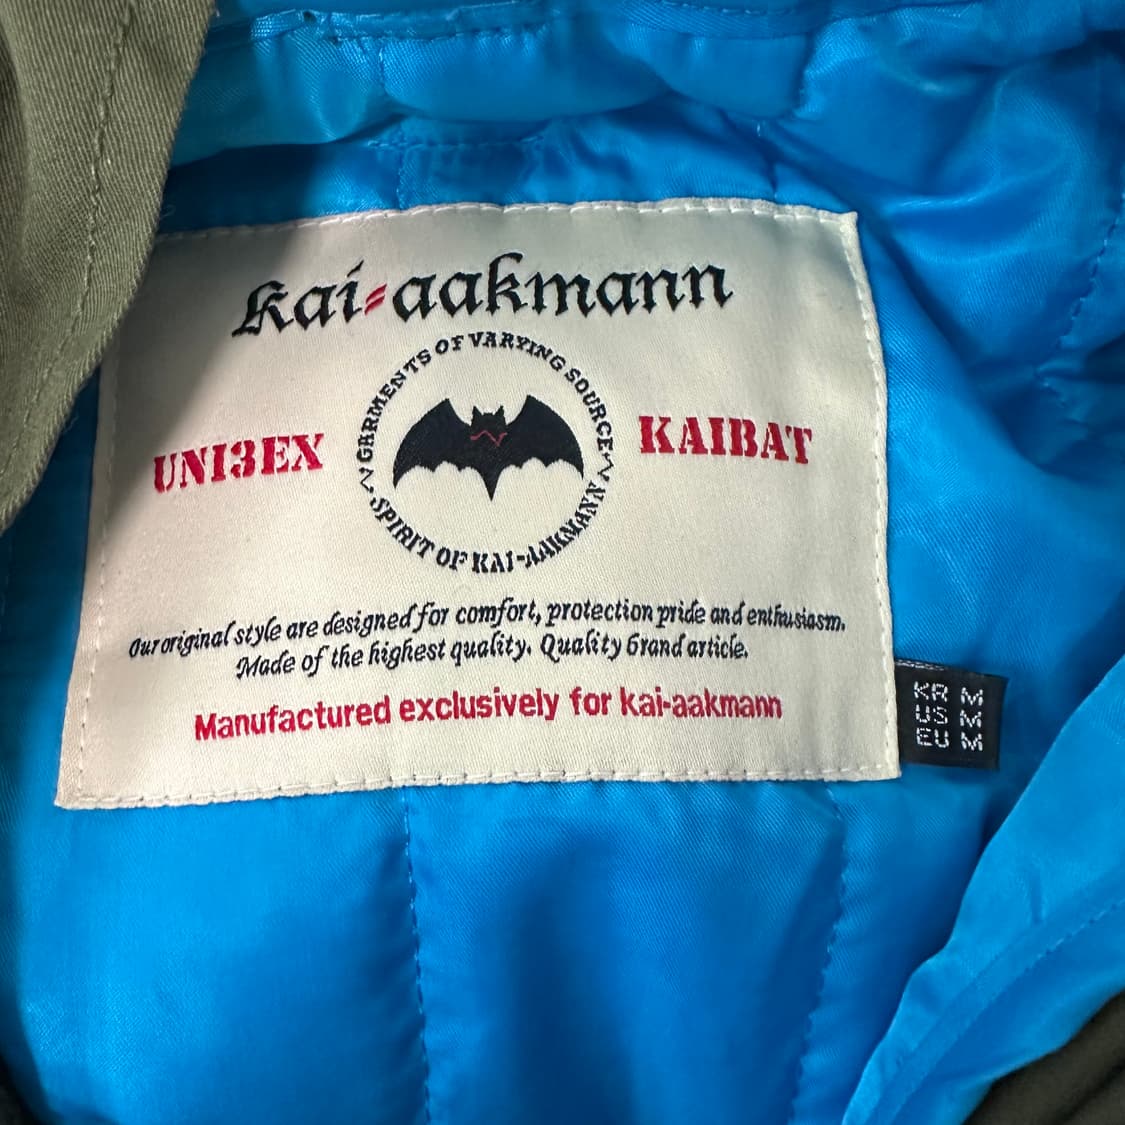 kai-aakmann
GARMENTS OF VARYING SOURCE
UNI3EX
KAIBAT
SPIRIT OF KAI-AAKMANN
Our original style are designed for comfort, protection pride and enthusiasm.
Made of the highest quality. Quality brand article.
Manufactured exclusively for kai-aakmann
KR M
US M
EU M